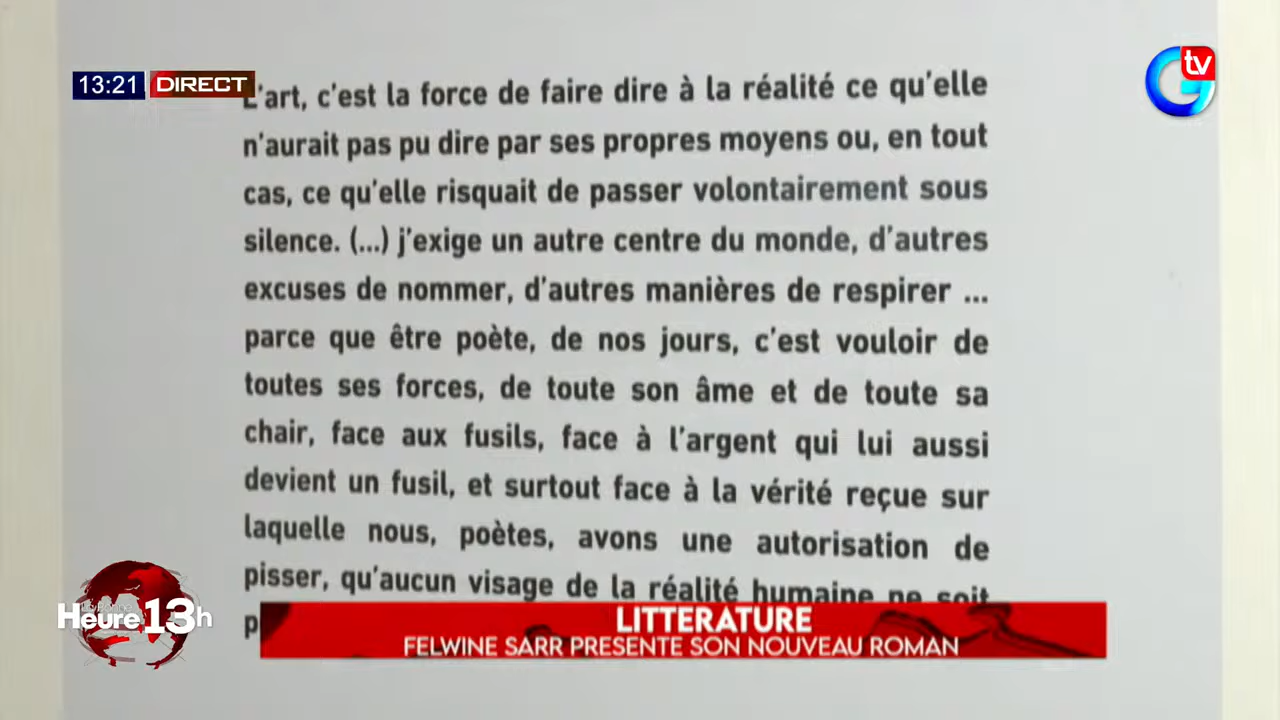 13:21 DIRECT
tv
L'art, c'est la force de faire dire à la réalité ce qu'elle
n'aurait pas pu dire par ses propres moyens ou, en tout
cas, ce qu'elle risquait de passer volontairement sous
silence. (...) j'exige un autre centre du monde, d'autres
excuses de nommer, d'autres manières de respirer ...
parce que être poète, de nos jours, c'est vouloir de
toutes ses forces, de toute son âme et de toute sa
chair, face aux fusils, face à l'argent qui lui aussi
devient un fusil, et surtout face à la vérité reçue sur
laquelle nous, poètes, avons une autorisation de
pisser, qu'aucun visage de la réalité humaine ne soit
p
Heure 13h
LITTERATURE
FELWINE SARR PRESENTE SON NOUVEAU ROMAN